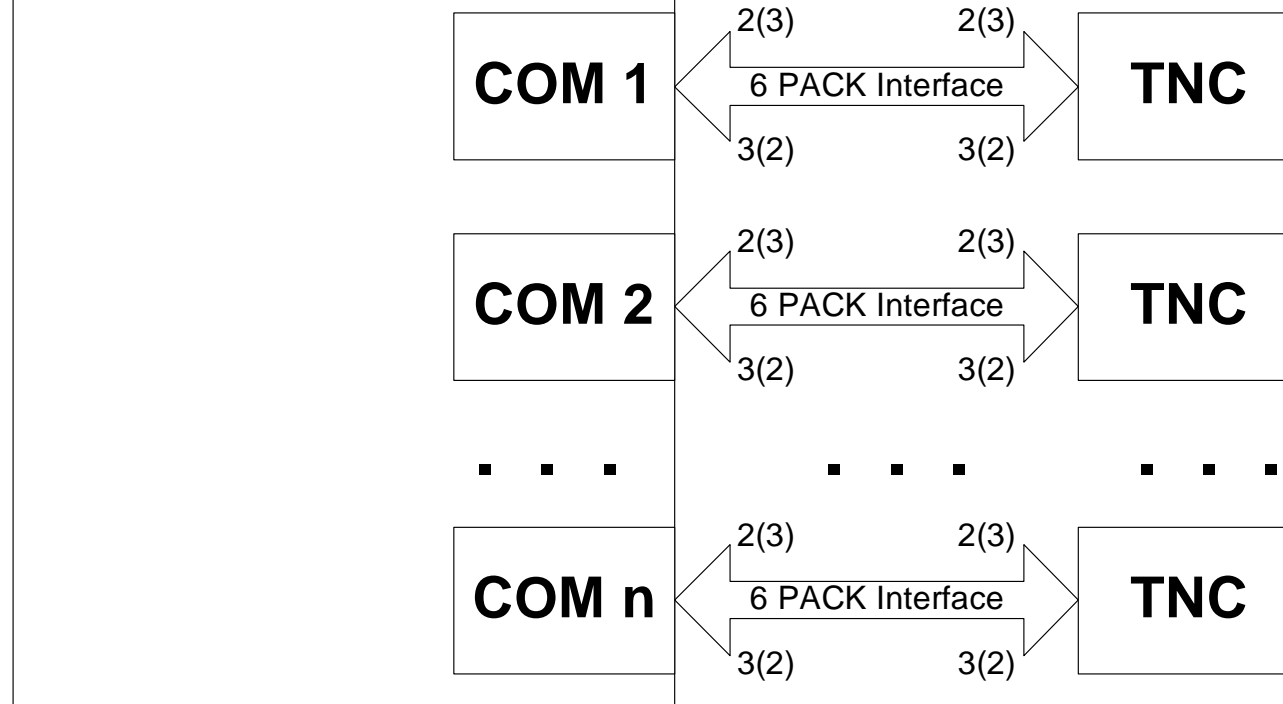 2(3) 2(3)
COM 1 6 PACK Interface TNC
3(2) 3(2)
2(3) 2(3)
COM 2 6 PACK Interface TNC
3(2) 3(2)
. . . . . . . . .
2(3) 2(3)
COM n 6 PACK Interface TNC
3(2) 3(2)